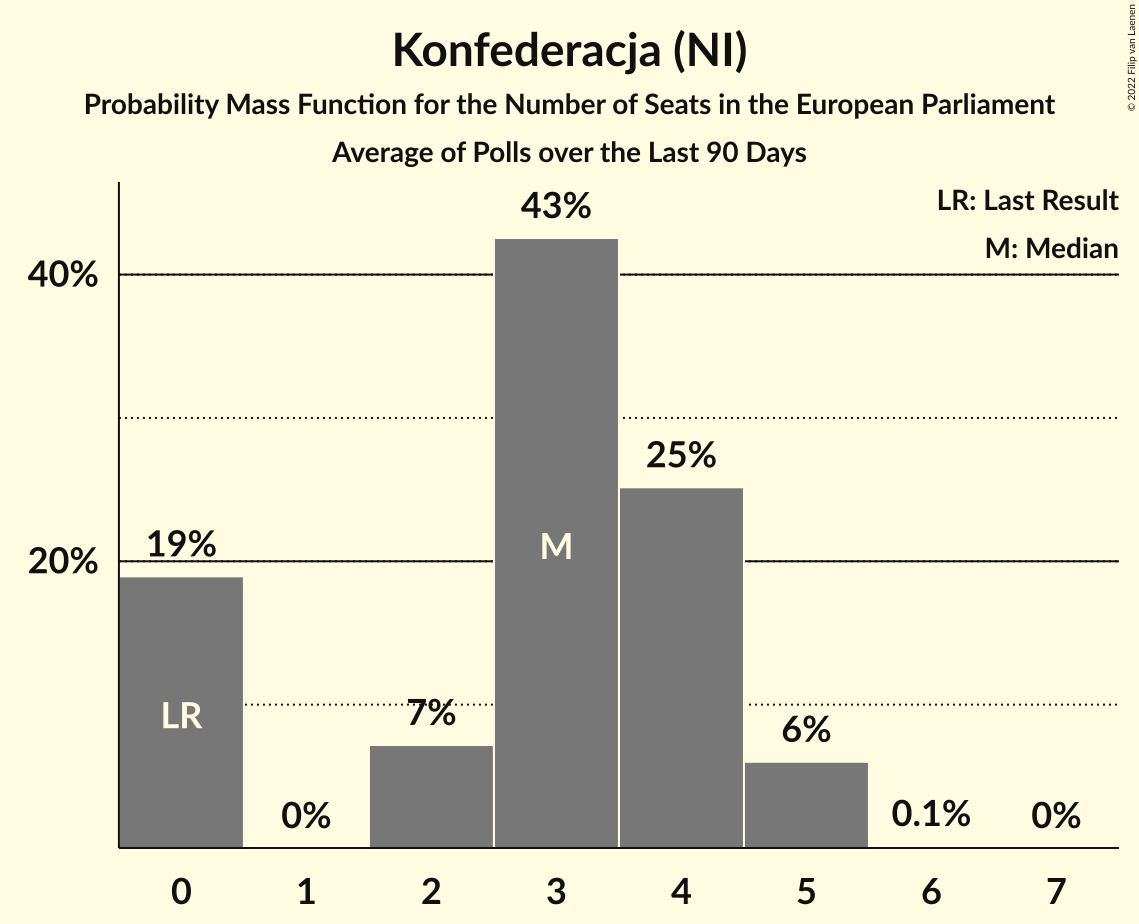 Konfederacja (NI)
Probability Mass Function for the Number of Seats in the European Parliament
Average of Polls over the Last 90 Days
© 2022 Filip van Laenen
LR: Last Result
M: Median
43%
40%
25%
19%
M
20%
LR
7%
6%
0%
0.1%
0%
0 1 2 3 4 5 6 7